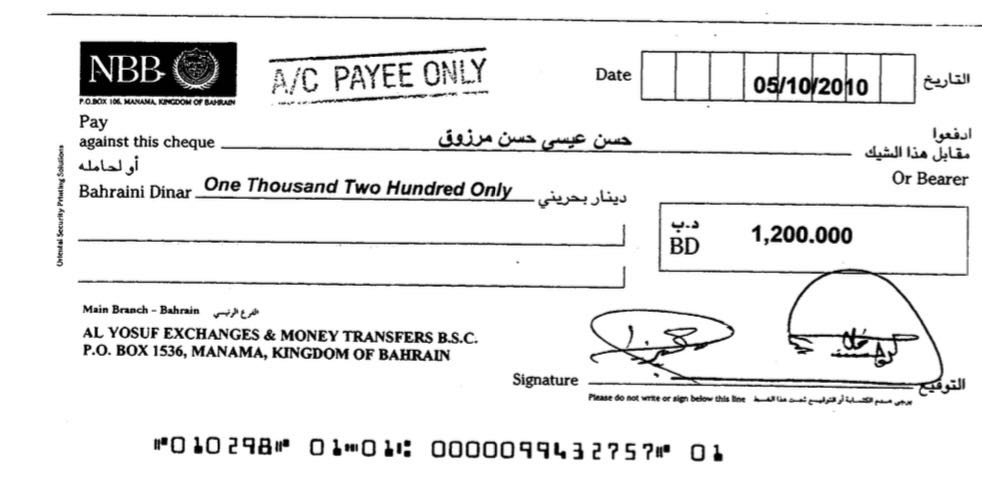 NBB
P.O.BOX 106, MANAMA, KINGDOM OF BAHRAIN
A/C PAYEE ONLY
Date 05/10/2010 التاريخ
Pay against this cheque حسن عيسى حسن مرزوق ادفعوا مقابل هذا الشيك
أو لحامله Or Bearer
Bahraini Dinar One Thousand Two Hundred Only دينار بحريني
د.ب
BD 1,200.000
Oriental Security Printing Solutions
Main Branch - Bahrain الفرع الرئيسي
AL YOSUF EXCHANGES & MONEY TRANSFERS B.S.C.
P.O. BOX 1536, MANAMA, KINGDOM OF BAHRAIN
Signature التوقيع
Please do not write or sign below this line يرجى عدم الكتابة أو التوقيع تحت هذا الخط
⑈010298⑈ 01⑉01⑆ 0000099432757⑈ 01